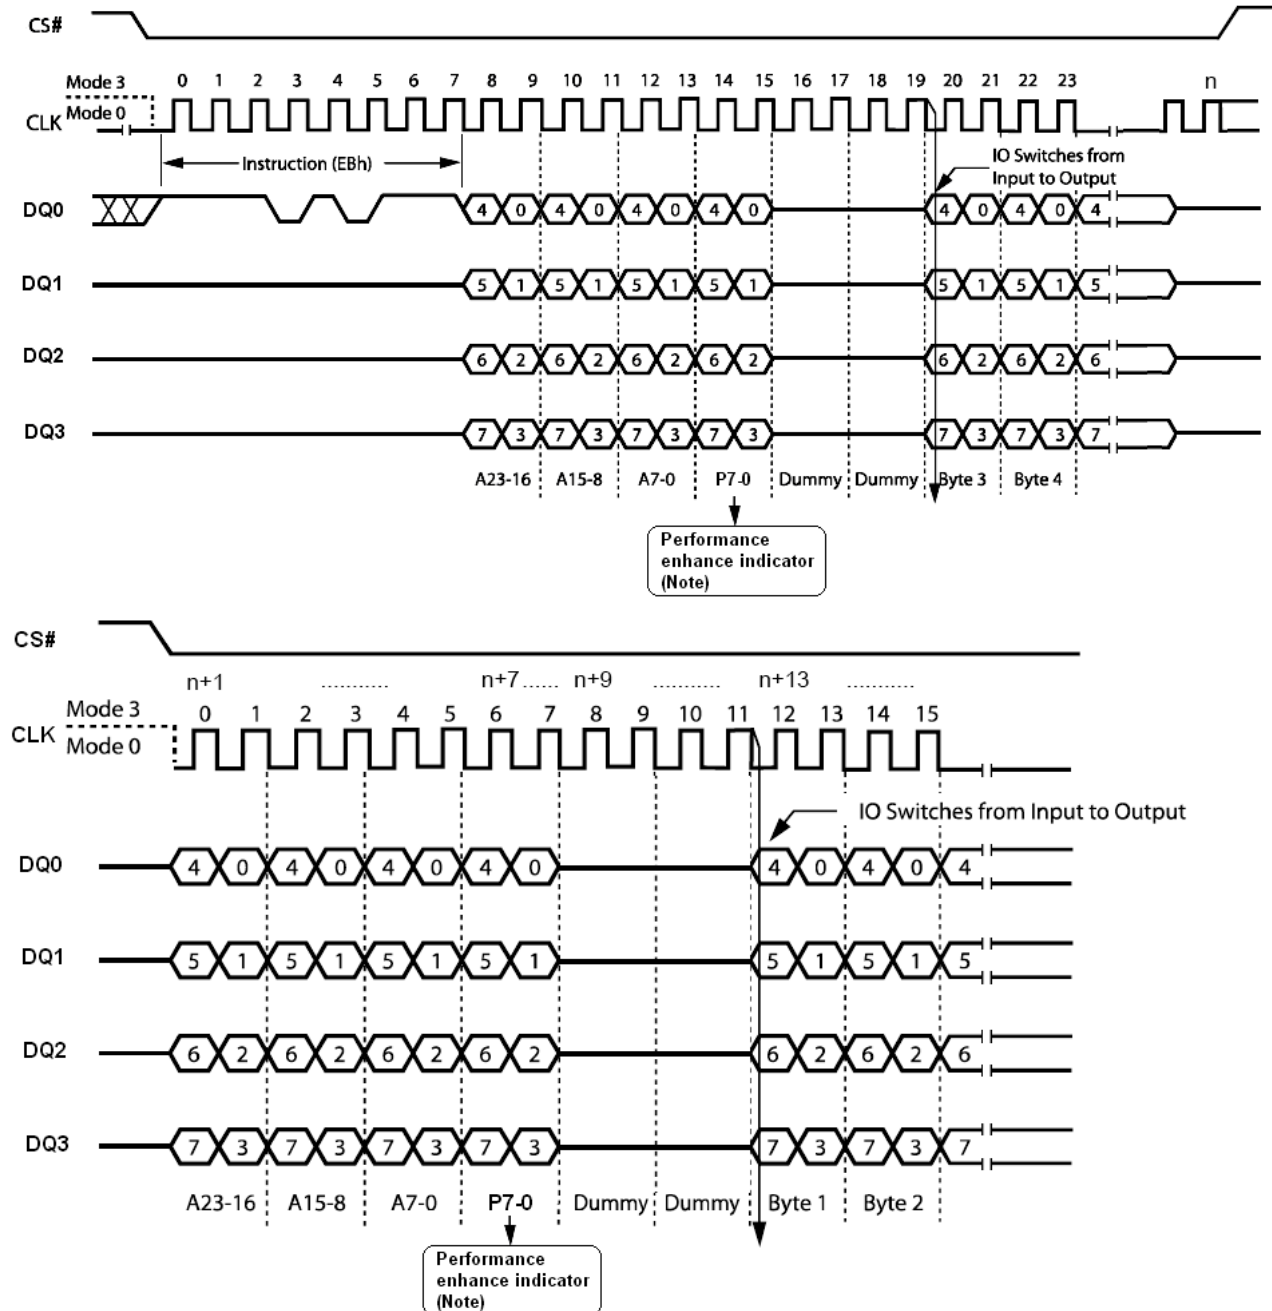 CS#
Mode 3
0 1 2 3 4 5 6 7 8 9 10 11 12 13 14 15 16 17 18 19 20 21 22 23 n
Mode 0
CLK
Instruction (EBh)
IO Switches from
Input to Output
DQ0 4 0 4 0 4 0 4 0 4 0 4 0 4
DQ1 5 1 5 1 5 1 5 1 5 1 5 1 5
DQ2 6 2 6 2 6 2 6 2 6 2 6 2 6
DQ3 7 3 7 3 7 3 7 3 7 3 7 3 7
A23-16 A15-8 A7-0 P7-0 Dummy Dummy Byte 3 Byte 4
Performance
enhance indicator
(Note)
CS#
n+1 ........... n+7 ...... n+9 ........... n+13 ...........
Mode 3
0 1 2 3 4 5 6 7 8 9 10 11 12 13 14 15
CLK
Mode 0
IO Switches from Input to Output
DQ0 4 0 4 0 4 0 4 0 4 0 4 0 4
DQ1 5 1 5 1 5 1 5 1 5 1 5 1 5
DQ2 6 2 6 2 6 2 6 2 6 2 6 2 6
DQ3 7 3 7 3 7 3 7 3 7 3 7 3 7
A23-16 A15-8 A7-0 P7-0 Dummy Dummy Byte 1 Byte 2
Performance
enhance indicator
(Note)